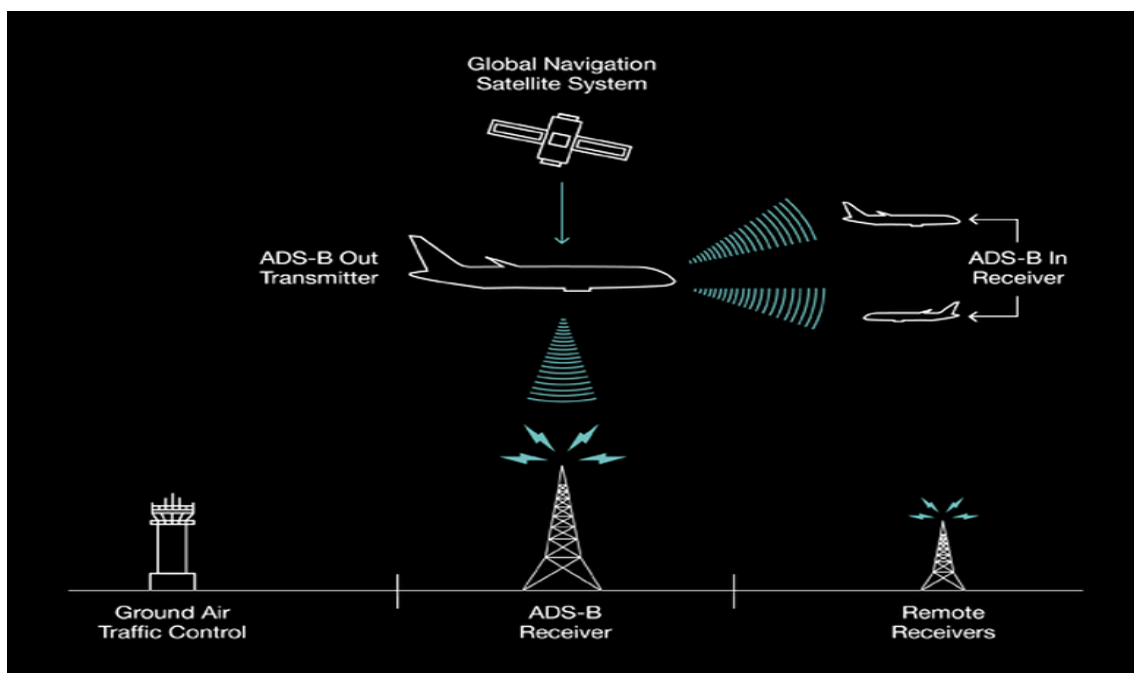 Global Navigation
Satellite System
ADS-B Out
Transmitter
ADS-B In
Receiver
Ground Air
Traffic Control
ADS-B
Receiver
Remote
Receivers